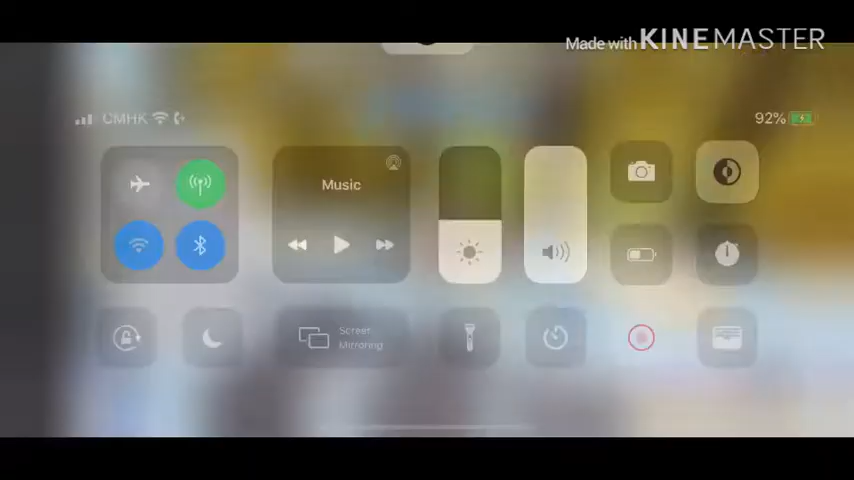 Made with KINEMASTER
CMHK
92%
Music
Screen
Mirroring